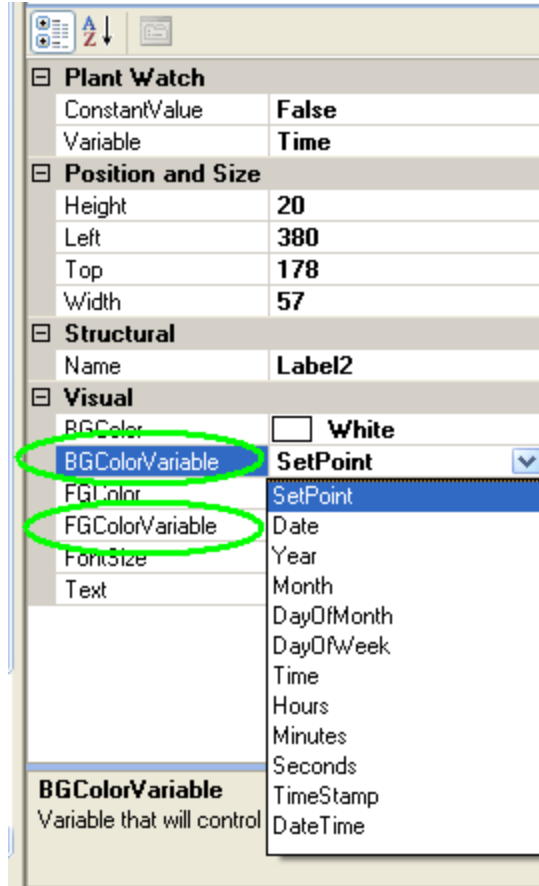 Plant Watch
ConstantValue False
Variable Time
Position and Size
Height 20
Left 380
Top 178
Width 57
Structural
Name Label2
Visual
BGColor White
BGColorVariable SetPoint
FGColor SetPoint
FGColorVariable Date
FontSize Year
Text Month
DayOfMonth
DayOfWeek
Time
Hours
Minutes
Seconds
TimeStamp
DateTime
BGColorVariable
Variable that will control